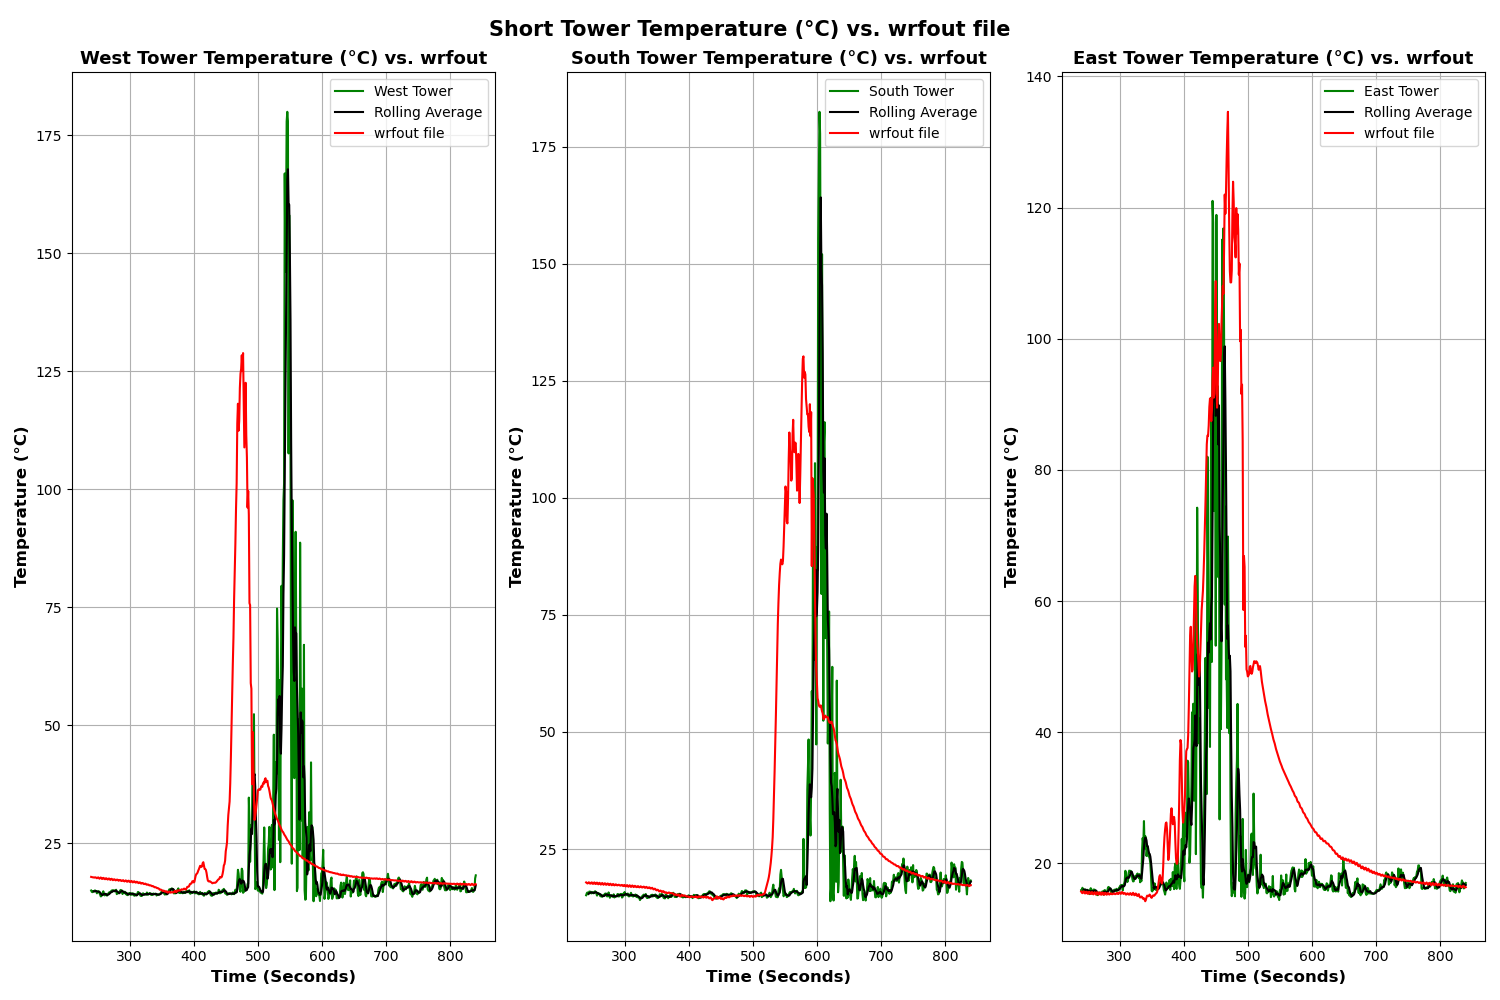 Short Tower Temperature (°C) vs. wrfout file
West Tower Temperature (°C) vs. wrfout
West Tower
Rolling Average
wrfout file
175
150
125
100
75
50
25
Temperature (°C)
300 400 500 600 700 800
Time (Seconds)
South Tower Temperature (°C) vs. wrfout
South Tower
Rolling Average
wrfout file
175
150
125
100
75
50
25
Temperature (°C)
300 400 500 600 700 800
Time (Seconds)
East Tower Temperature (°C) vs. wrfout
East Tower
Rolling Average
wrfout file
140
120
100
80
60
40
20
Temperature (°C)
300 400 500 600 700 800
Time (Seconds)